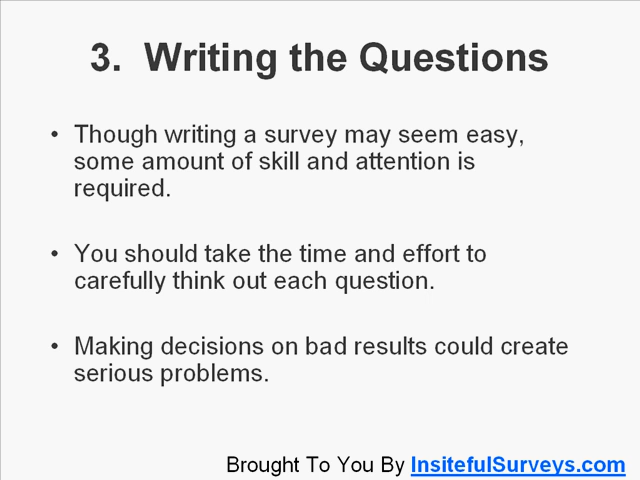 3.  Writing the Questions
• Though writing a survey may seem easy,
some amount of skill and attention is
required.
• You should take the time and effort to
carefully think out each question.
• Making decisions on bad results could create
serious problems.
Brought To You By InsitefulSurveys.com